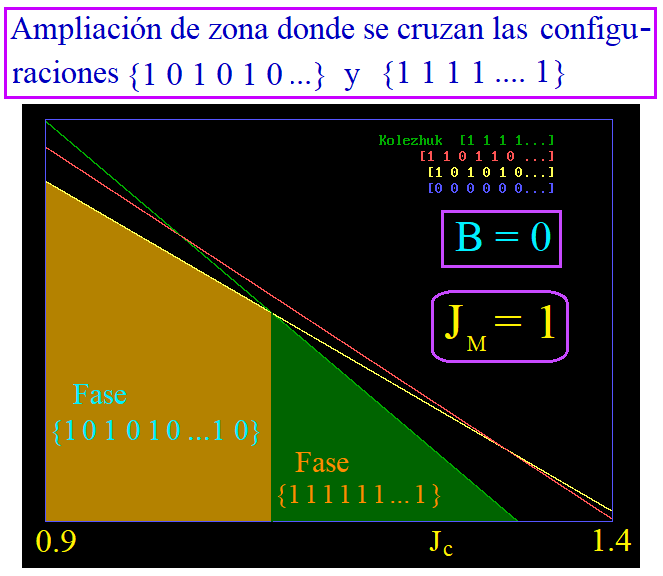 Ampliación de zona donde se cruzan las configu-
raciones {1 0 1 0 1 0 ...} y {1 1 1 1 .... 1}
Kolezhuk [1 1 1 1...]
[1 1 0 1 1 0 ...]
[1 0 1 0 1 0...]
[0 0 0 0 0 0...]
B = 0
J_M = 1
Fase
{1 0 1 0 1 0 ...1 0}
Fase
{1 1 1 1 1 1 ... 1}
0.9 J_c 1.4